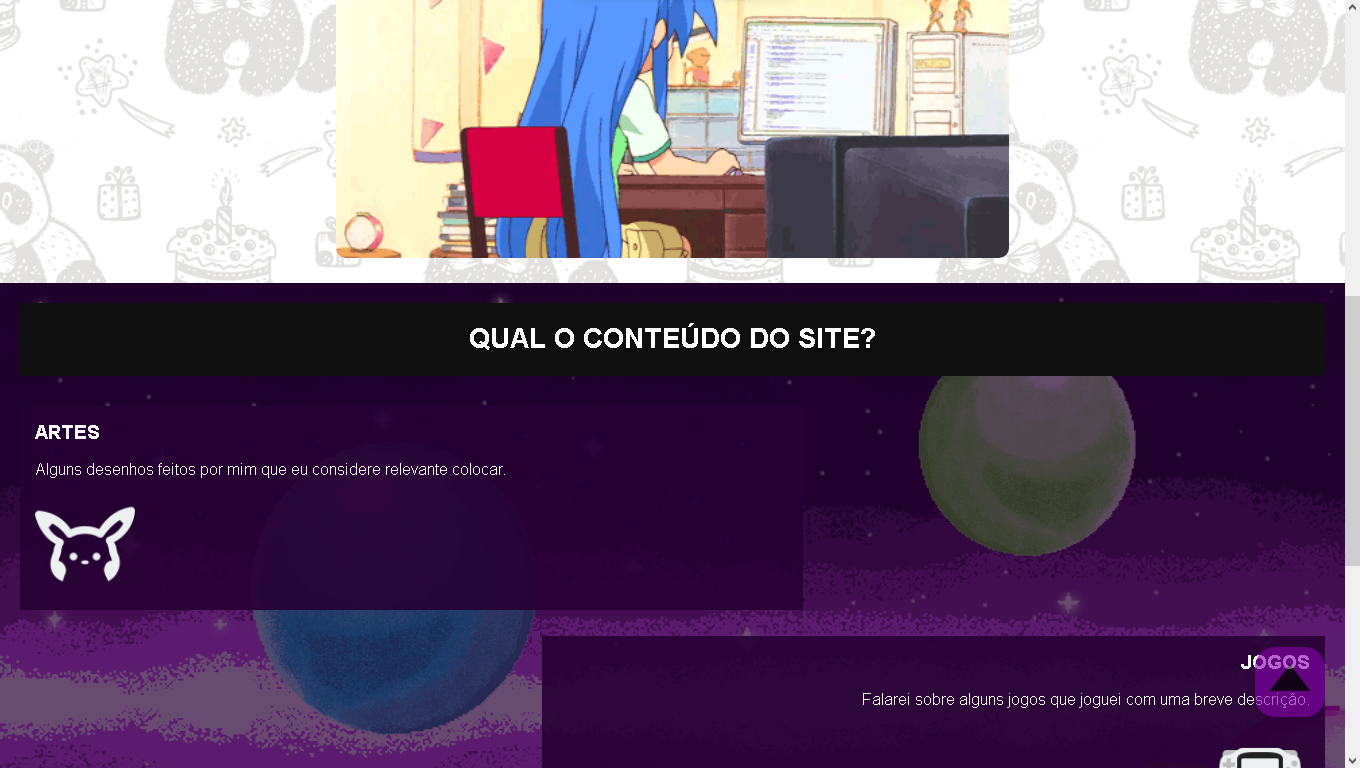 QUAL O CONTEÚDO DO SITE?
ARTES
Alguns desenhos feitos por mim que eu considere relevante colocar.
JOGOS
Falarei sobre alguns jogos que joguei com uma breve descrição.